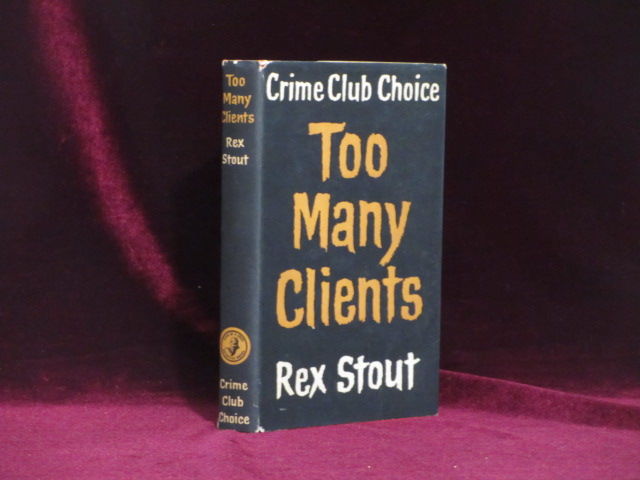 Too
Many
Clients
Rex
Stout
Crime
Club
Choice
Crime Club Choice
Too
Many
Clients
Rex Stout